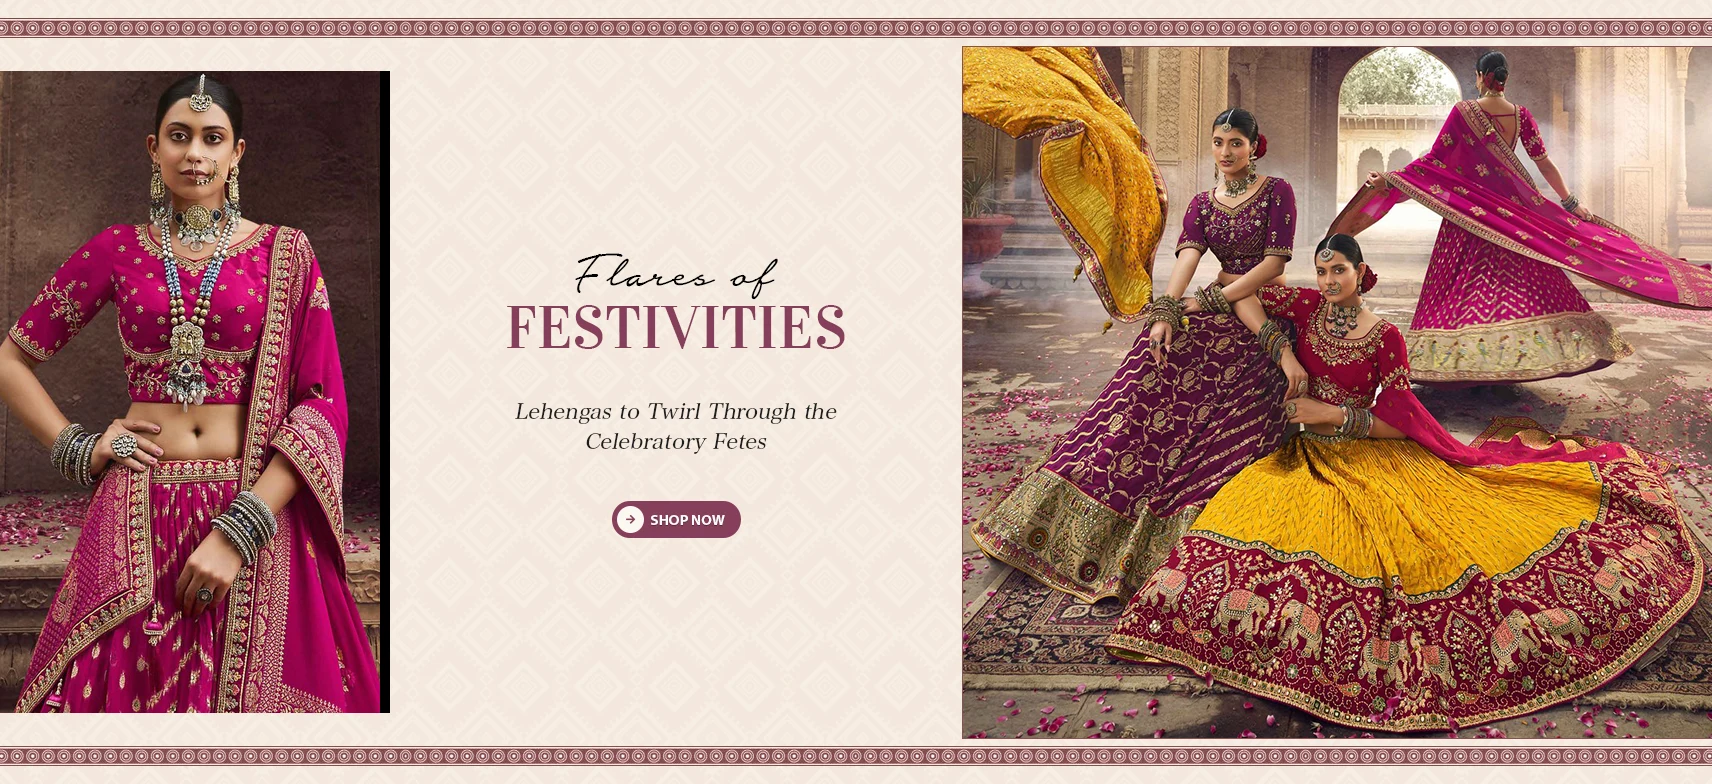 Flares of
FESTIVITIES
Lehengas to Twirl Through the
Celebratory Fetes
SHOP NOW